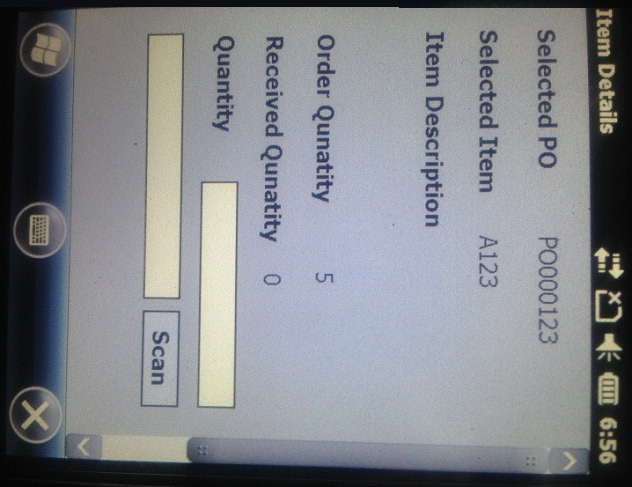 Item Details 6:56
Selected PO PO000123
Selected Item A123
Item Description
Order Qunatity 5
Received Qunatity 0
Quantity
Scan